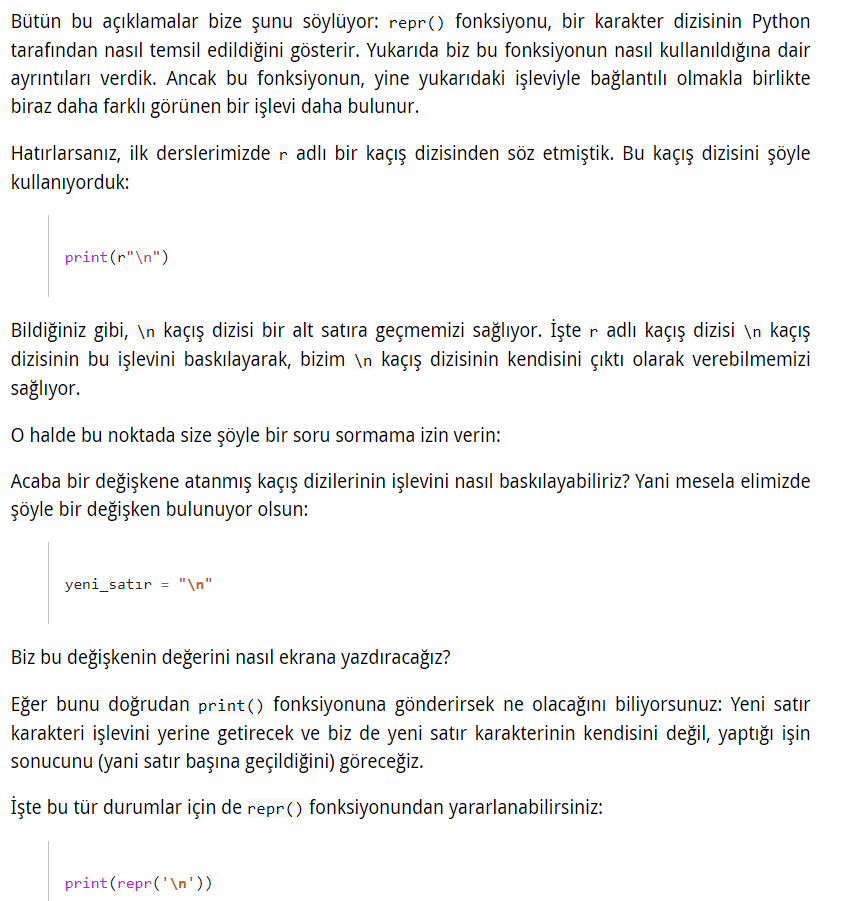 Bütün bu açıklamalar bize şunu söylüyor: repr() fonksiyonu, bir karakter dizisinin Python
tarafından nasıl temsil edildiğini gösterir. Yukarıda biz bu fonksiyonun nasıl kullanıldığına dair
ayrıntıları verdik. Ancak bu fonksiyonun, yine yukarıdaki işleviyle bağlantılı olmakla birlikte
biraz daha farklı görünen bir işlevi daha bulunur.
Hatırlarsanız, ilk derslerimizde r adlı bir kaçış dizisinden söz etmiştik. Bu kaçış dizisini şöyle
kullanıyorduk:
print(r"\n")
Bildiğiniz gibi, \n kaçış dizisi bir alt satıra geçmemizi sağlıyor. İşte r adlı kaçış dizisi \n kaçış
dizisinin bu işlevini baskılayarak, bizim \n kaçış dizisinin kendisini çıktı olarak verebilmemizi
sağlıyor.
O halde bu noktada size şöyle bir soru sormama izin verin:
Acaba bir değişkene atanmış kaçış dizilerinin işlevini nasıl baskılayabiliriz? Yani mesela elimizde
şöyle bir değişken bulunuyor olsun:
yeni_satır = "\n"
Biz bu değişkenin değerini nasıl ekrana yazdıracağız?
Eğer bunu doğrudan print() fonksiyonuna gönderirsek ne olacağını biliyorsunuz: Yeni satır
karakteri işlevini yerine getirecek ve biz de yeni satır karakterinin kendisini değil, yaptığı işin
sonucunu (yani satır başına geçildiğini) göreceğiz.
İşte bu tür durumlar için de repr() fonksiyonundan yararlanabilirsiniz:
print(repr('\n'))